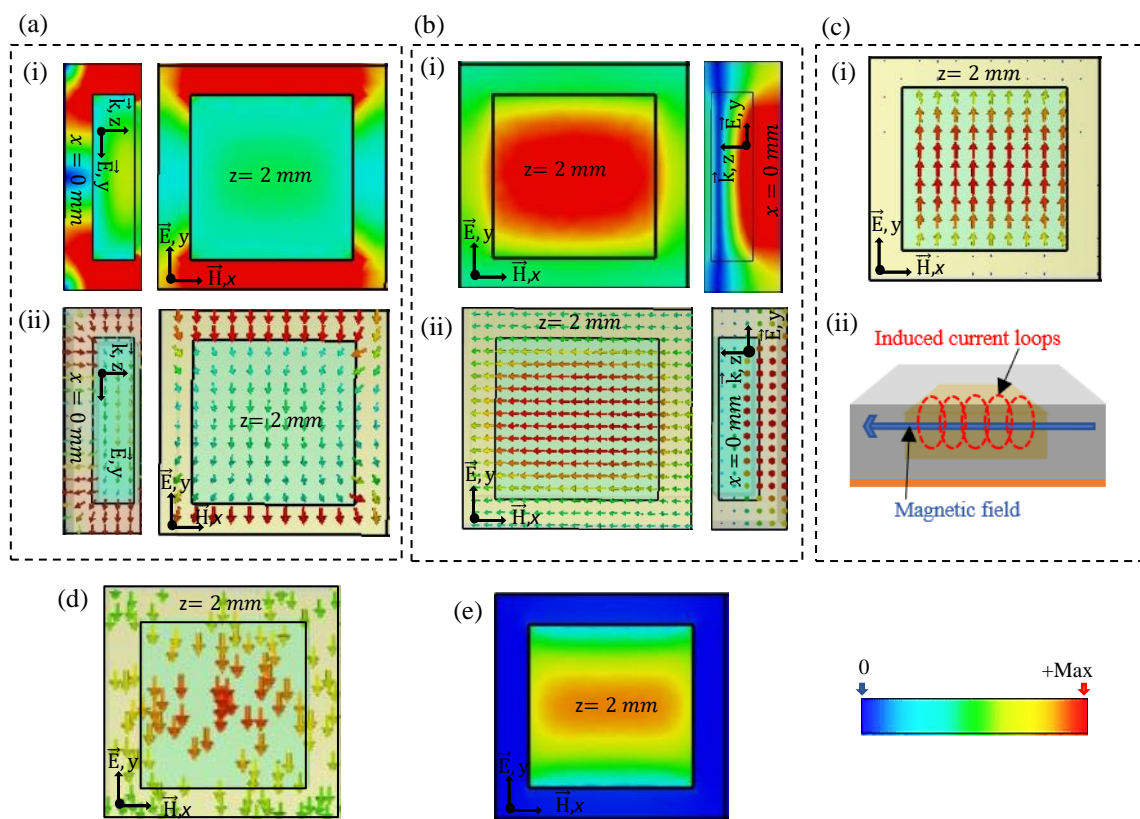 (a)
(b)
(c)
(i)
x = 0 mm
k⃗, z
E⃗, y
z= 2 mm
E⃗, y
H⃗,x
(i)
z= 2 mm
E⃗, y
H⃗,x
E⃗, y
k⃗, z
x = 0 mm
(i)
z= 2 mm
E⃗, y
H⃗,x
(ii)
x = 0 mm
k⃗, z
E⃗,y
z= 2 mm
E⃗, y
H⃗,x
(ii)
z= 2 mm
E⃗, y
H⃗,x
E⃗, y
k⃗, z
x = 0 mm
(ii)
Induced current loops
Magnetic field
(d)
z= 2 mm
E⃗, y
H⃗,x
(e)
z= 2 mm
E⃗, y
H⃗,x
0
+Max